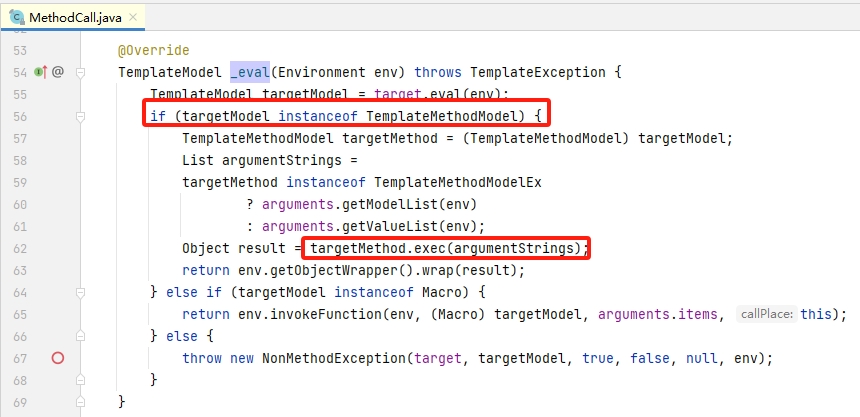 MethodCall.java ×
52
53 @Override
54 @ TemplateModel _eval(Environment env) throws TemplateException {
55 TemplateModel targetModel = target.eval(env);
56 if (targetModel instanceof TemplateMethodModel) {
57 TemplateMethodModel targetMethod = (TemplateMethodModel) targetModel;
58 List argumentStrings =
59 targetMethod instanceof TemplateMethodModelEx
60 ? arguments.getModelList(env)
61 : arguments.getValueList(env);
62 Object result = targetMethod.exec(argumentStrings);
63 return env.getObjectWrapper().wrap(result);
64 } else if (targetModel instanceof Macro) {
65 return env.invokeFunction(env, (Macro) targetModel, arguments.items, callPlace: this);
66 } else {
67 throw new NonMethodException(target, targetModel, true, false, null, env);
68 }
69 }